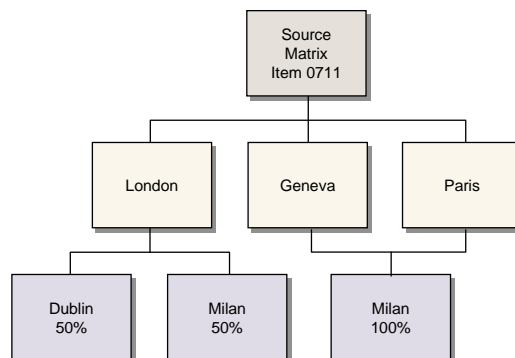 Source
Matrix
Item 0711
London
Geneva
Paris
Dublin
50%
Milan
50%
Milan
100%